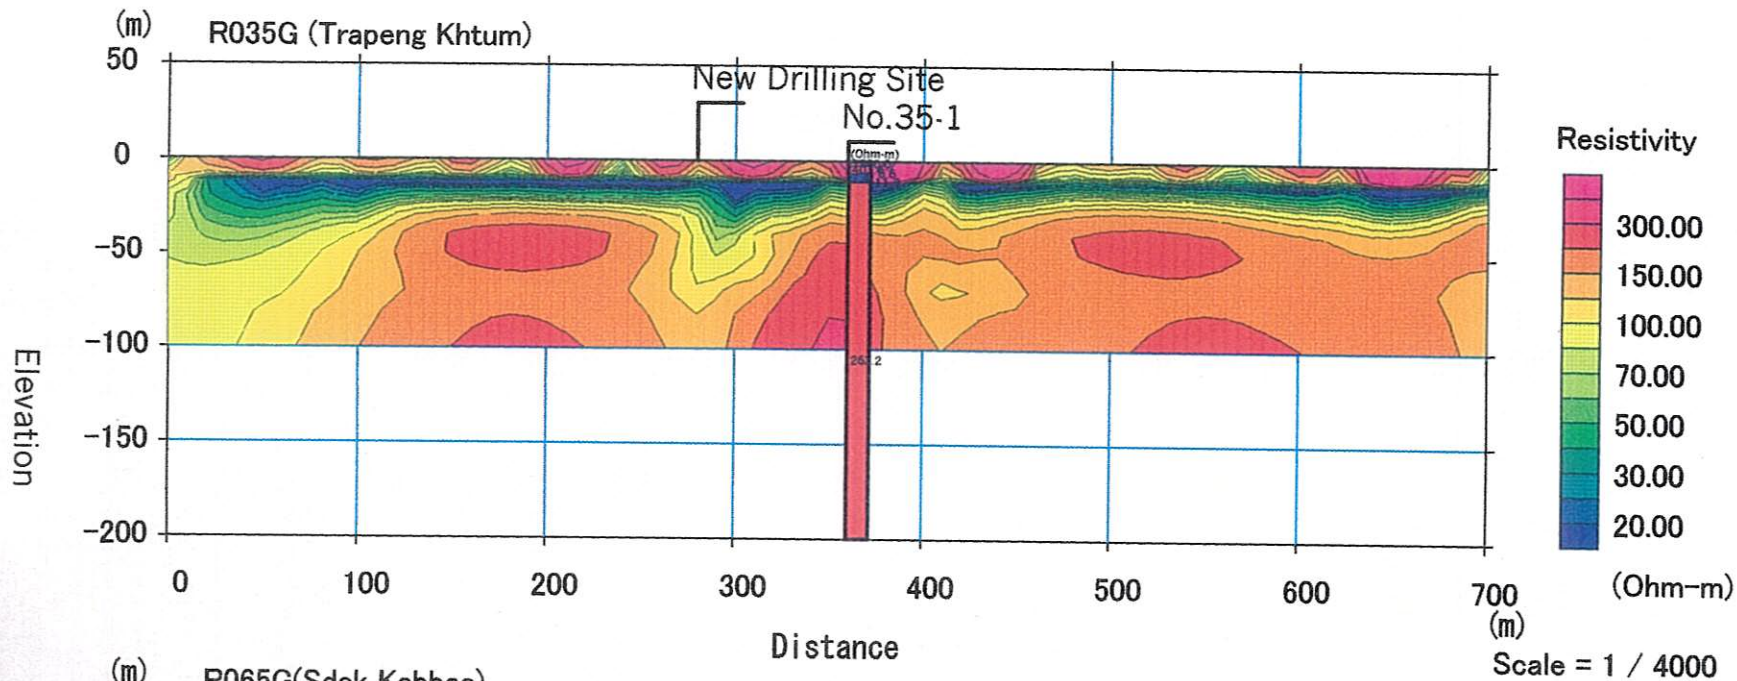 (m)
R035G (Trapeng Khtum)
50
New Drilling Site
No.35-1
0
(Ohm-m)
-50
-100
-150
-200
Elevation
0 100 200 300 400 500 600 700
(m)
Distance
Resistivity
300.00
150.00
100.00
70.00
50.00
30.00
20.00
(Ohm-m)
Scale = 1 / 4000
(m)